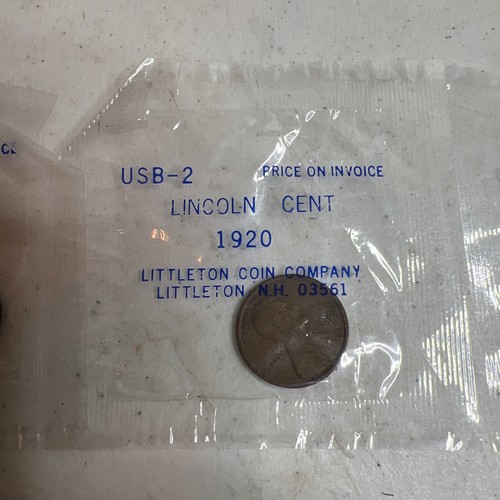 USB-2 PRICE ON INVOICE
LINCOLN CENT
1920
LITTLETON COIN COMPANY
LITTLETON, N.H. 03561